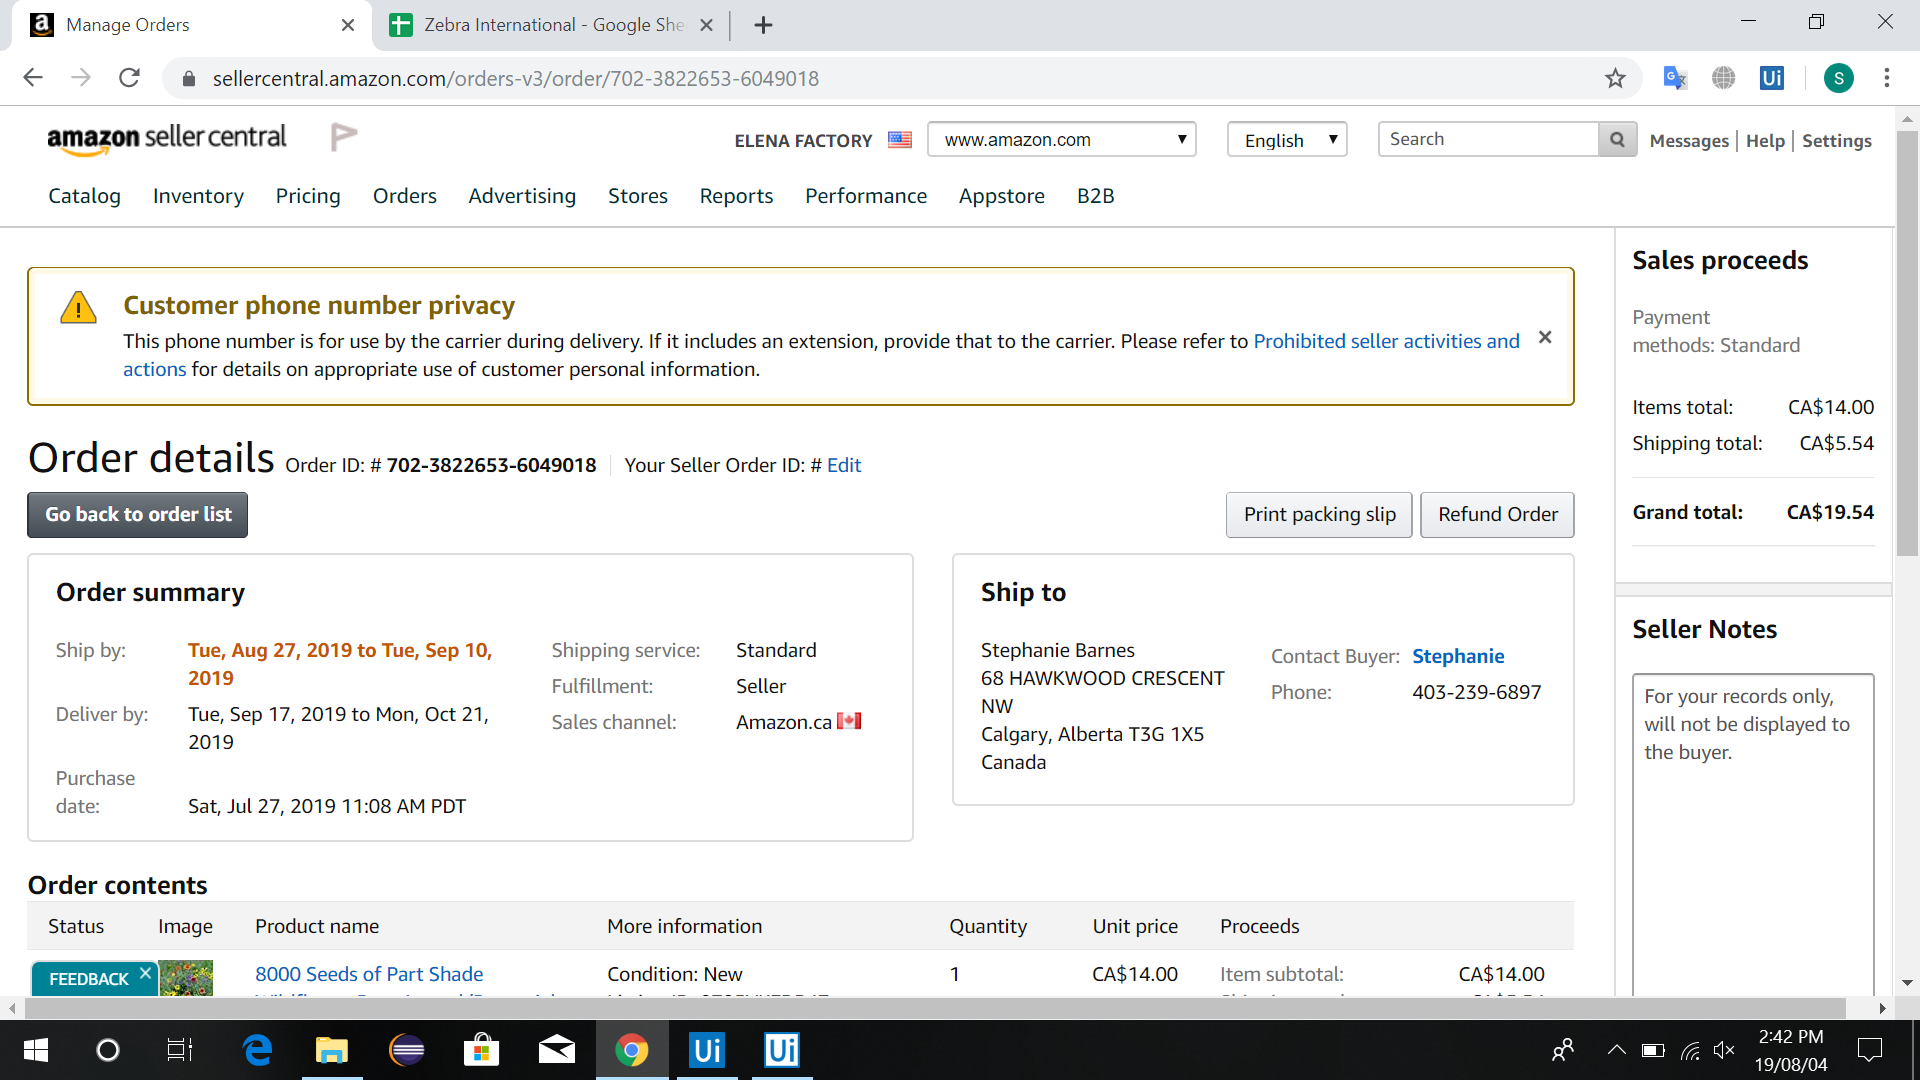 Manage Orders
Zebra International - Google She
sellercentral.amazon.com/orders-v3/order/702-3822653-6049018
S
amazon seller central
ELENA FACTORY
www.amazon.com
English
Search
Messages | Help | Settings
Catalog Inventory Pricing Orders Advertising Stores Reports Performance Appstore B2B
Customer phone number privacy
This phone number is for use by the carrier during delivery. If it includes an extension, provide that to the carrier. Please refer to Prohibited seller activities and
actions for details on appropriate use of customer personal information.
Order details Order ID: # 702-3822653-6049018 Your Seller Order ID: # Edit
Go back to order list
Print packing slip
Refund Order
Order summary
Ship by: Tue, Aug 27, 2019 to Tue, Sep 10,
2019
Deliver by: Tue, Sep 17, 2019 to Mon, Oct 21,
2019
Purchase
date: Sat, Jul 27, 2019 11:08 AM PDT
Shipping service: Standard
Fulfillment: Seller
Sales channel: Amazon.ca
Ship to
Stephanie Barnes
68 HAWKWOOD CRESCENT
NW
Calgary, Alberta T3G 1X5
Canada
Contact Buyer: Stephanie
Phone: 403-239-6897
Order contents
Status Image Product name More information Quantity Unit price Proceeds
FEEDBACK
8000 Seeds of Part Shade
Condition: New
1
CA$14.00
Item subtotal: CA$14.00
Sales proceeds
Payment
methods: Standard
Items total: CA$14.00
Shipping total: CA$5.54
Grand total: CA$19.54
Seller Notes
For your records only,
will not be displayed to
the buyer.
Ui
Ui
Ui
2:42 PM
19/08/04